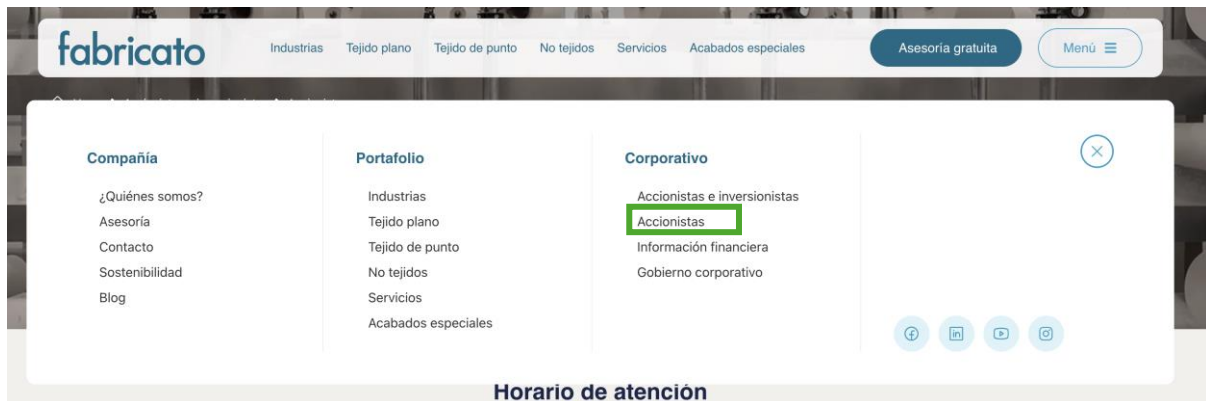 fabricato
Industrias Tejido plano Tejido de punto No tejidos Servicios Acabados especiales Asesoría gratuita Menú
Compañía
¿Quiénes somos?
Asesoría
Contacto
Sostenibilidad
Blog
Portafolio
Industrias
Tejido plano
Tejido de punto
No tejidos
Servicios
Acabados especiales
Corporativo
Accionistas e inversionistas
Accionistas
Información financiera
Gobierno corporativo
Horario de atención